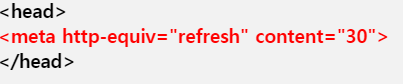 <head>
<meta http-equiv="refresh" content="30">
</head>